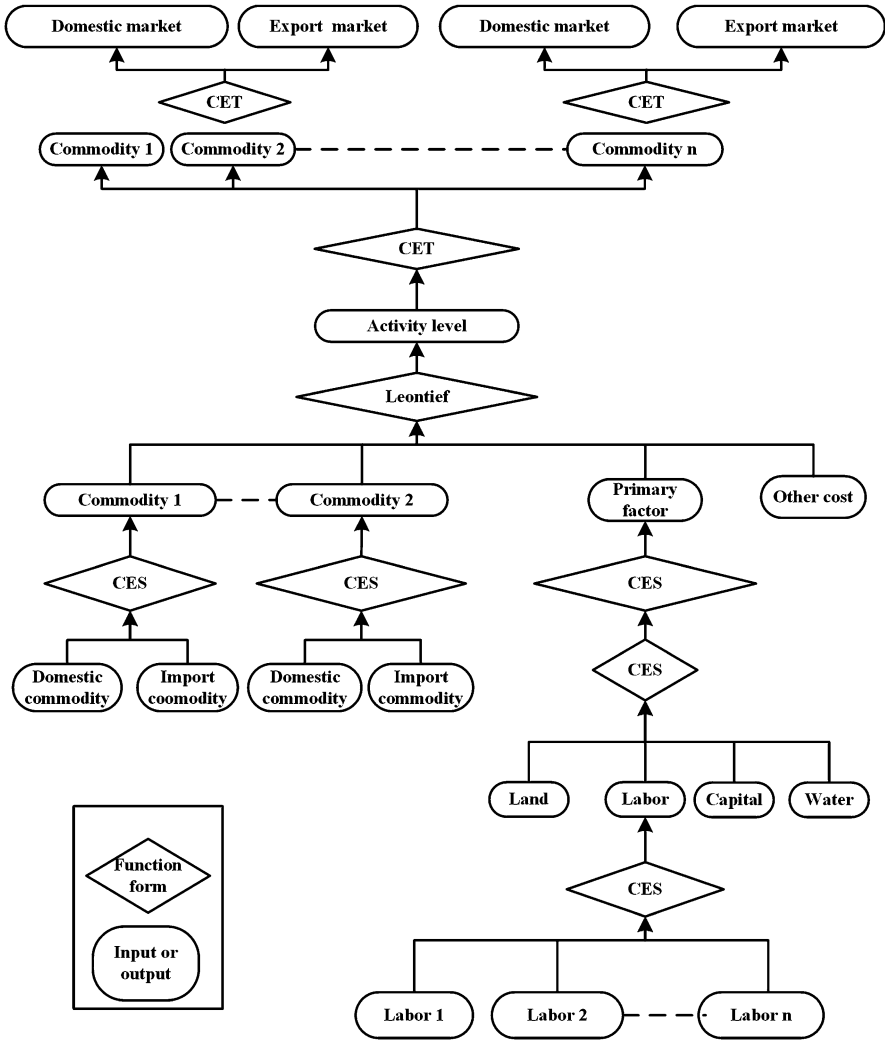 Domestic market
Export market
Domestic market
Export market
CET
CET
Commodity 1
Commodity 2
Commodity n
CET
Activity level
Leontief
Commodity 1
Commodity 2
Primary
factor
Other cost
CES
CES
CES
Domestic
commodity
Import
coomodity
Domestic
commodity
Import
commodity
CES
Land
Labor
Capital
Water
Function
form
CES
Input or
output
Labor 1
Labor 2
Labor n